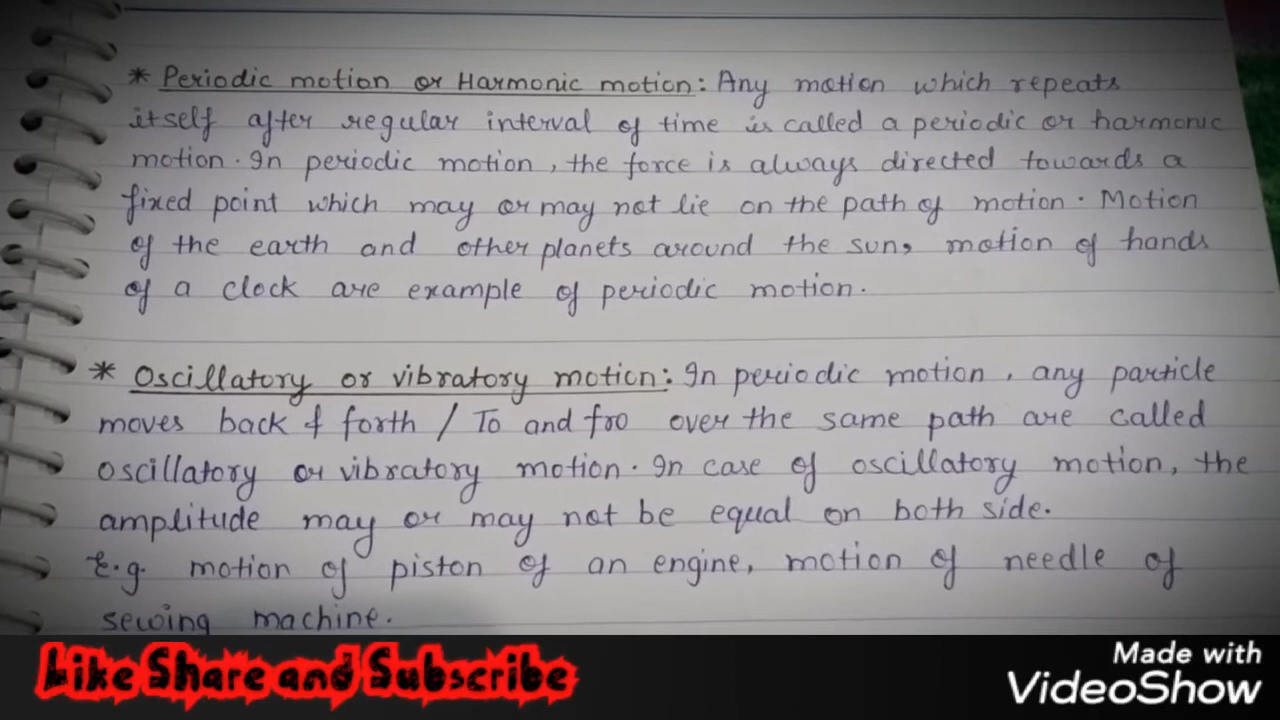 * Periodic motion or Harmonic motion: Any motion which repeats
itself after regular interval of time is called a periodic or harmonic
motion. In periodic motion, the force is always directed towards a
fixed point which may or may not lie on the path of motion. Motion
of the earth and other planets around the sun, motion of hands
of a clock are example of periodic motion.
* Oscillatory or vibratory motion: In periodic motion, any particle
moves back & forth / To and fro over the same path are called
oscillatory or vibratory motion. In case of oscillatory motion, the
amplitude may or may not be equal on both side.
E.g. motion of piston of an engine, motion of needle of
sewing machine.
Like Share and Subscribe
Made with
VideoShow